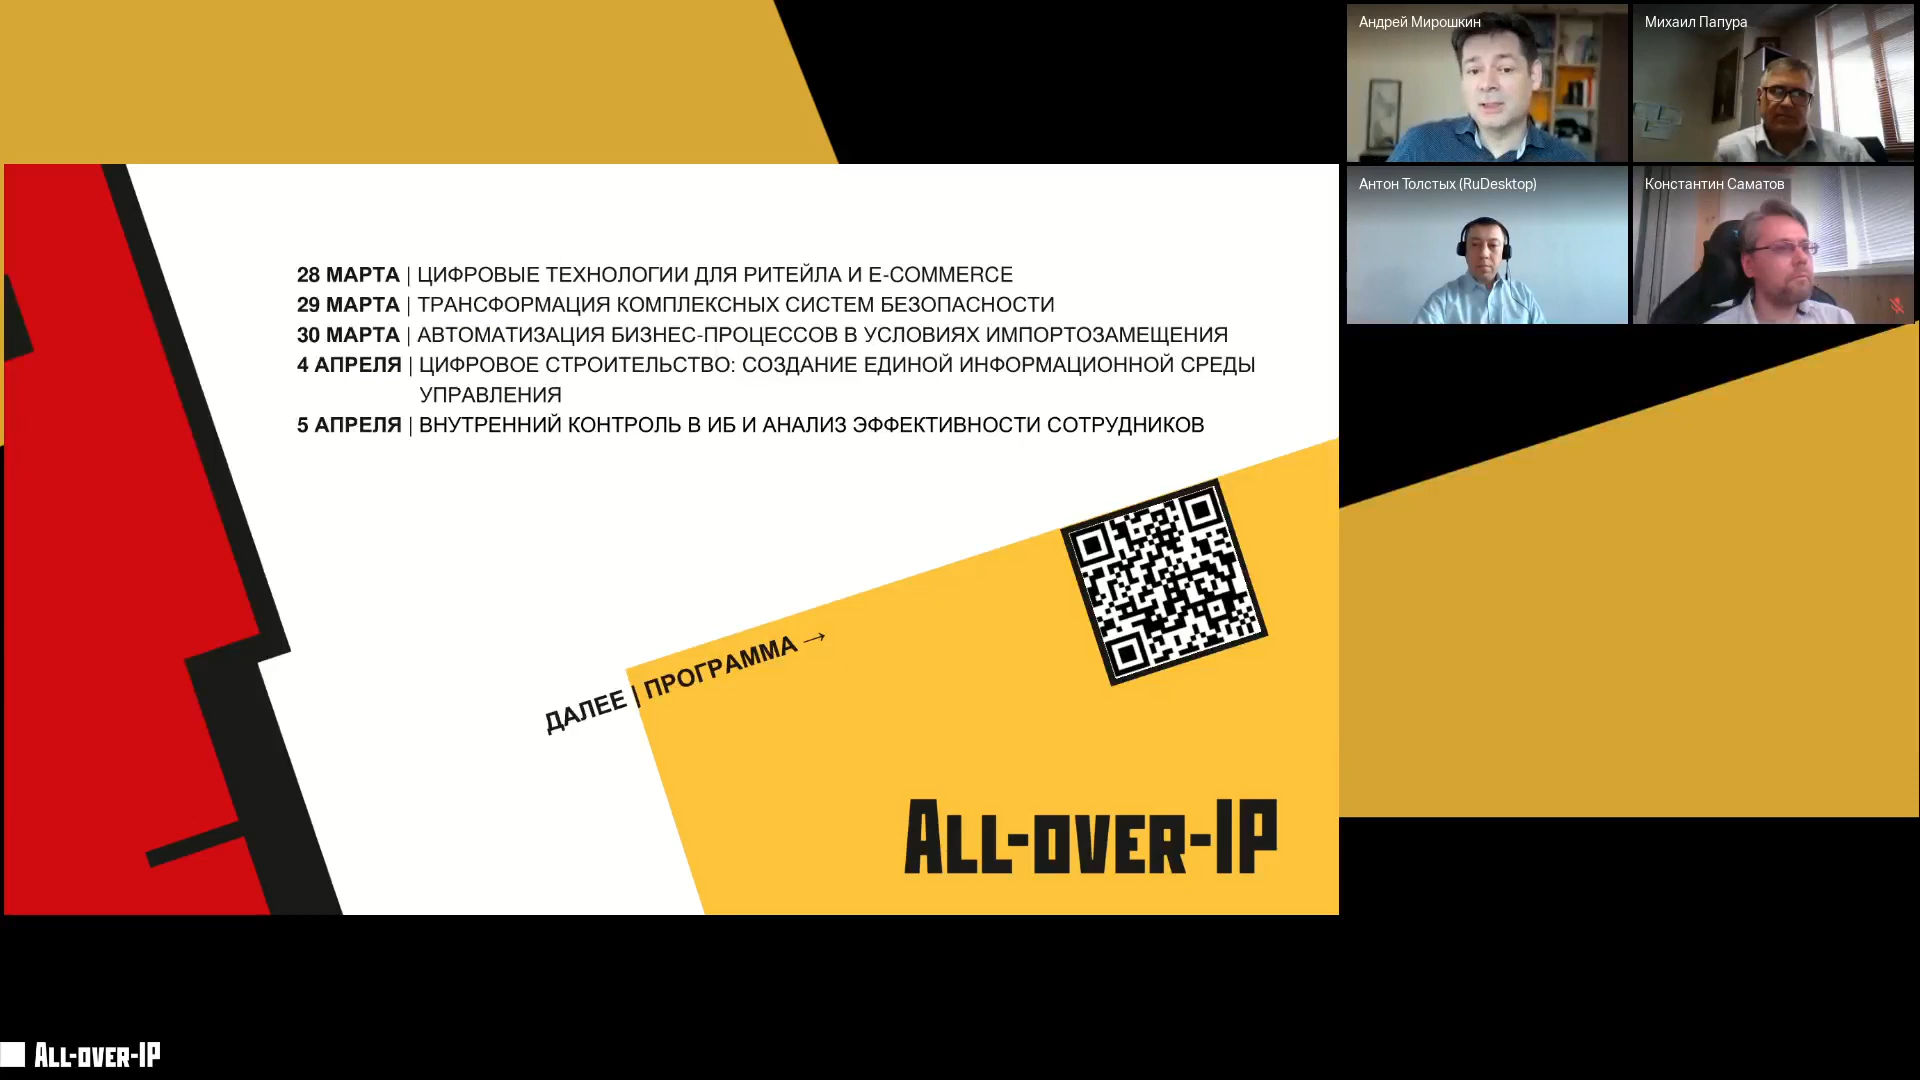 Андрей Мирошкин
Михаил Папура
Антон Толстых (RuDesktop)
Константин Саматов
28 МАРТА | ЦИФРОВЫЕ ТЕХНОЛОГИИ ДЛЯ РИТЕЙЛА И E-COMMERCE
29 МАРТА | ТРАНСФОРМАЦИЯ КОМПЛЕКСНЫХ СИСТЕМ БЕЗОПАСНОСТИ
30 МАРТА | АВТОМАТИЗАЦИЯ БИЗНЕС-ПРОЦЕССОВ В УСЛОВИЯХ ИМПОРТОЗАМЕЩЕНИЯ
4 АПРЕЛЯ | ЦИФРОВОЕ СТРОИТЕЛЬСТВО: СОЗДАНИЕ ЕДИНОЙ ИНФОРМАЦИОННОЙ СРЕДЫ
УПРАВЛЕНИЯ
5 АПРЕЛЯ | ВНУТРЕННИЙ КОНТРОЛЬ В ИБ И АНАЛИЗ ЭФФЕКТИВНОСТИ СОТРУДНИКОВ
ДАЛЕЕ | ПРОГРАММА →
ALL-OVER-IP
ALL-OVER-IP